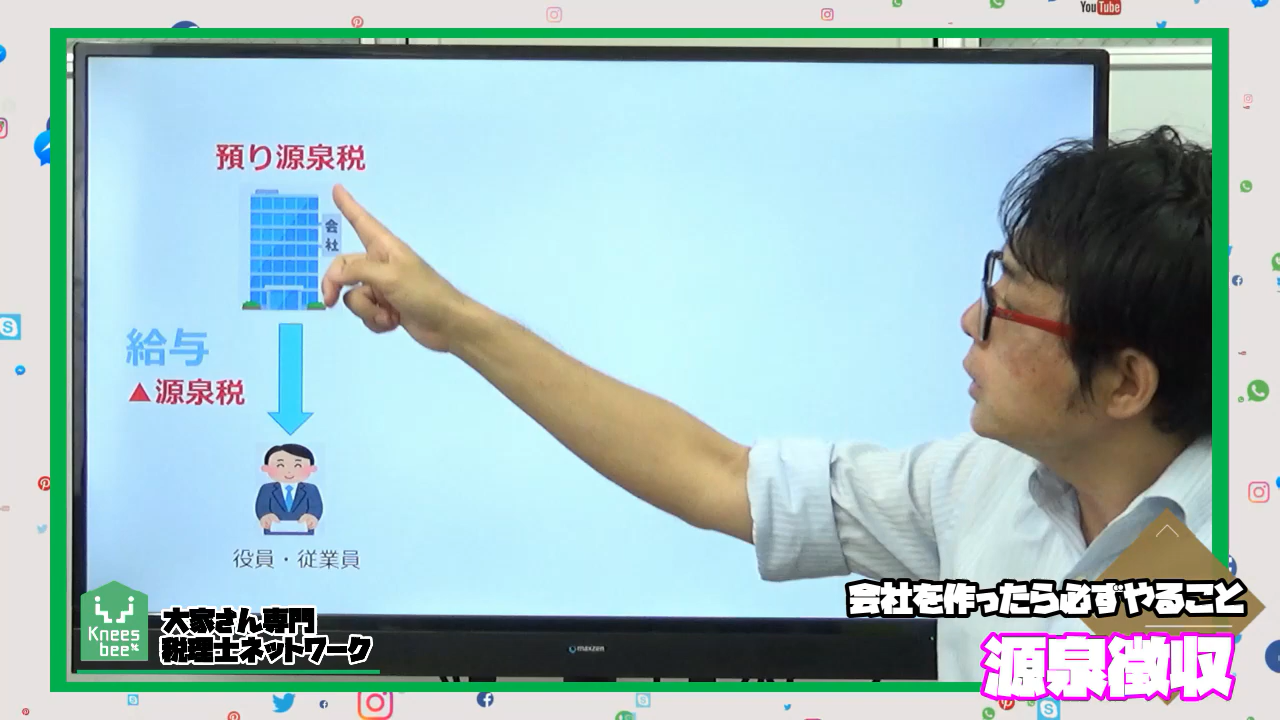 YouTube
預り源泉税
会
社
給与
▲源泉税
役員・従業員
maxzen
Knees
bee
税
大家さん専門
税理士ネットワーク
会社を作ったら必ずやること
源泉徴収